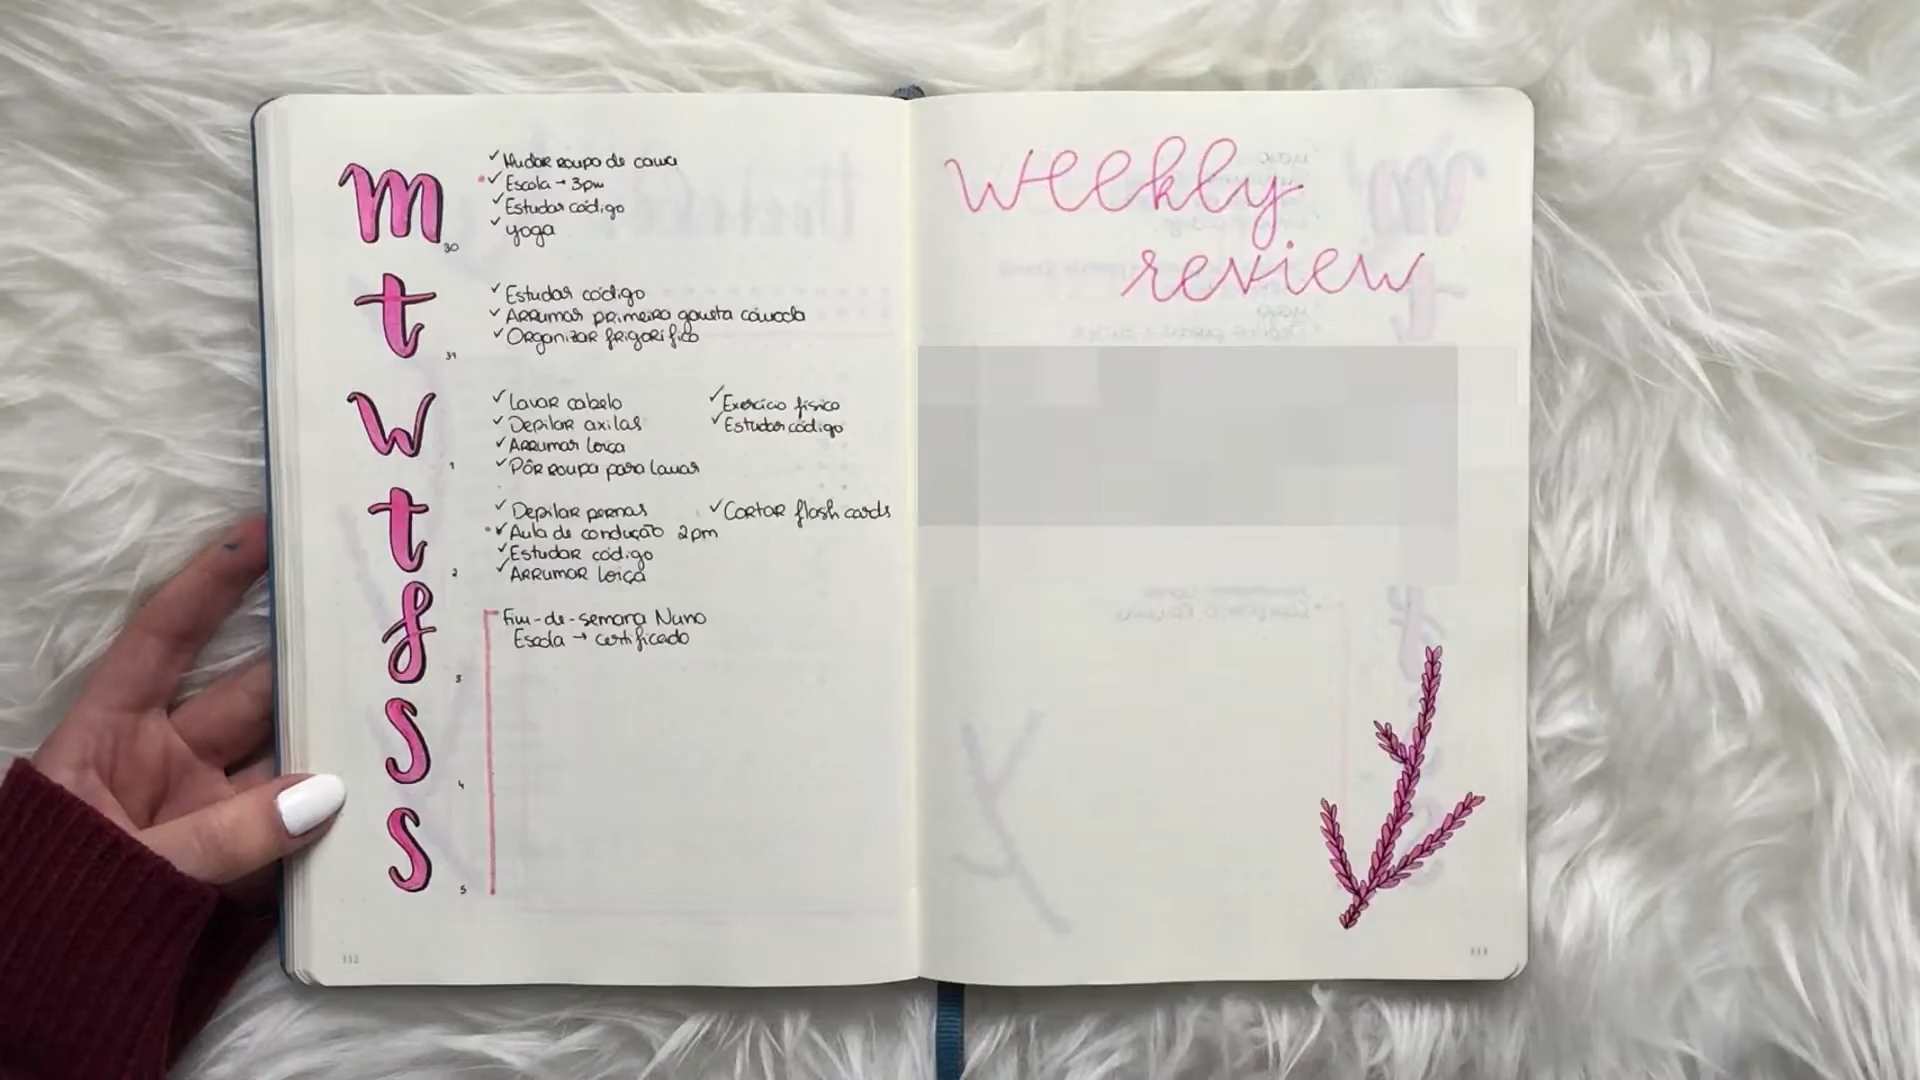 m
30
✓ Mudar roupa de cama
✓ Escola → 3pm
✓ Estudar código
✓ yoga
t
31
✓ Estudar código
✓ Arrumar primeira gaveta cómoda
✓ Organizar frigorífico
w
1
✓ Lavar cabelo
✓ Depilar axilas
✓ Arrumar loiça
✓ Pôr roupa para lavar
✓ Exercício físico
✓ Estudar código
t
2
✓ Depilar pernas
✓ Aula de condução 2pm
✓ Estudar código
✓ Arrumar loiça
✓ Cortar flash cards
f
3
Fim-de-semana Nuno
Escola → certificado
s
4
s
5
112
weekly
review
113